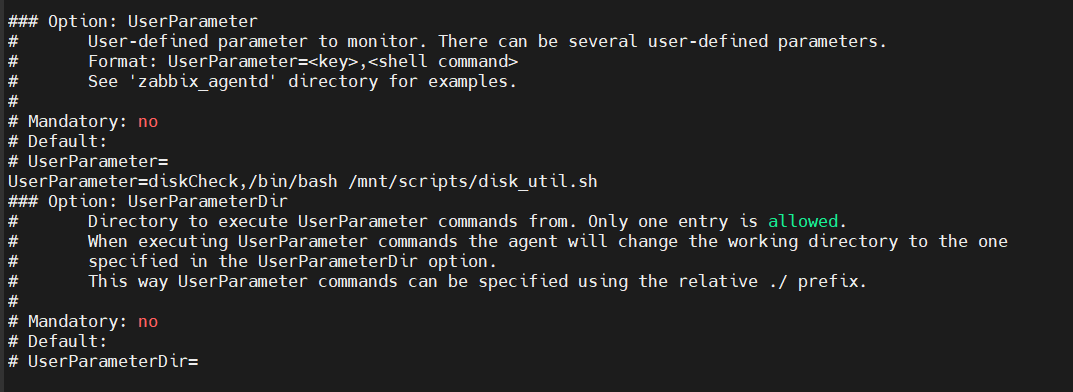 ### Option: UserParameter
#       User-defined parameter to monitor. There can be several user-defined parameters.
#       Format: UserParameter=<key>,<shell command>
#       See 'zabbix_agentd' directory for examples.
#
# Mandatory: no
# Default:
# UserParameter=
UserParameter=diskCheck,/bin/bash /mnt/scripts/disk_util.sh
### Option: UserParameterDir
#       Directory to execute UserParameter commands from. Only one entry is allowed.
#       When executing UserParameter commands the agent will change the working directory to the one
#       specified in the UserParameterDir option.
#       This way UserParameter commands can be specified using the relative ./ prefix.
#
# Mandatory: no
# Default:
# UserParameterDir=